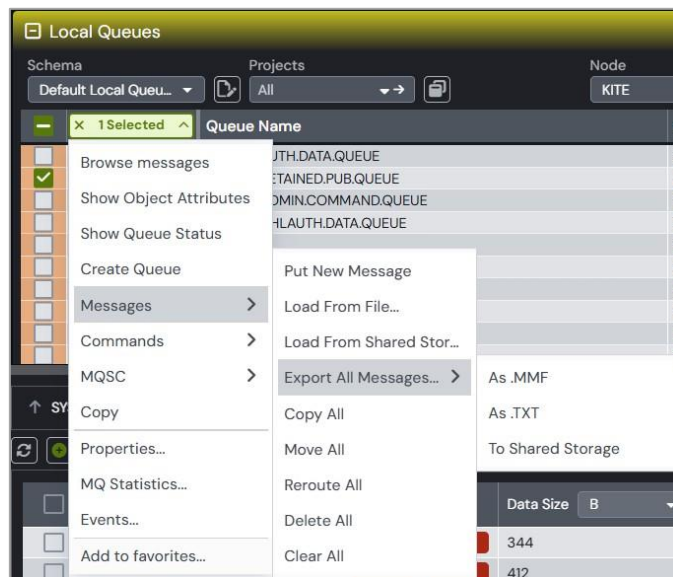 Local Queues
Schema
Projects
Node
Default Local Queu...
All
KITE
1 Selected
Queue Name
UTH.DATA.QUEUE
ETAINED.PUB.QUEUE
DMIN.COMMAND.QUEUE
HLAUTH.DATA.QUEUE
Browse messages
Show Object Attributes
Show Queue Status
Create Queue
Messages
Commands
MQSC
Copy
Properties...
MQ Statistics...
Events...
Add to favorites...
Put New Message
Load From File...
Load From Shared Stor...
Export All Messages...
Copy All
Move All
Reroute All
Delete All
Clear All
As .MMF
As .TXT
To Shared Storage
SY
Data Size
B
344
412